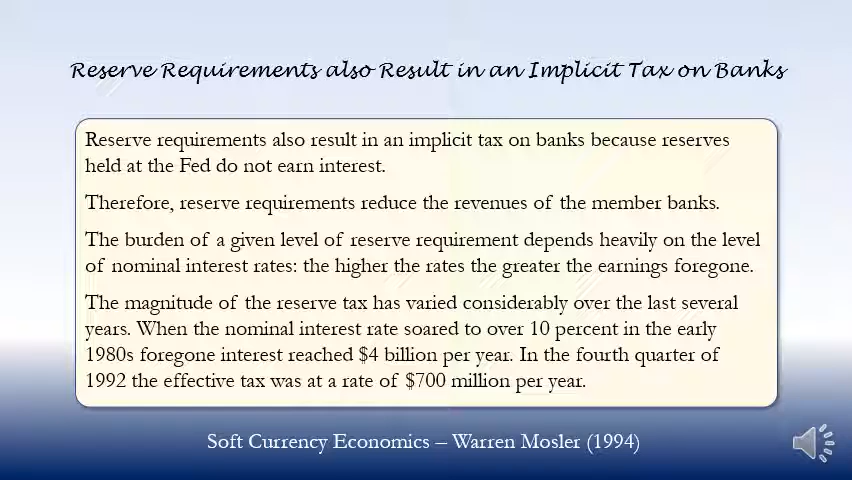 Reserve Requirements also Result in an Implicit Tax on Banks
Reserve requirements also result in an implicit tax on banks because reserves
held at the Fed do not earn interest.
Therefore, reserve requirements reduce the revenues of the member banks.
The burden of a given level of reserve requirement depends heavily on the level
of nominal interest rates: the higher the rates the greater the earnings foregone.
The magnitude of the reserve tax has varied considerably over the last several
years. When the nominal interest rate soared to over 10 percent in the early
1980s foregone interest reached $4 billion per year. In the fourth quarter of
1992 the effective tax was at a rate of $700 million per year.
Soft Currency Economics – Warren Mosler (1994)